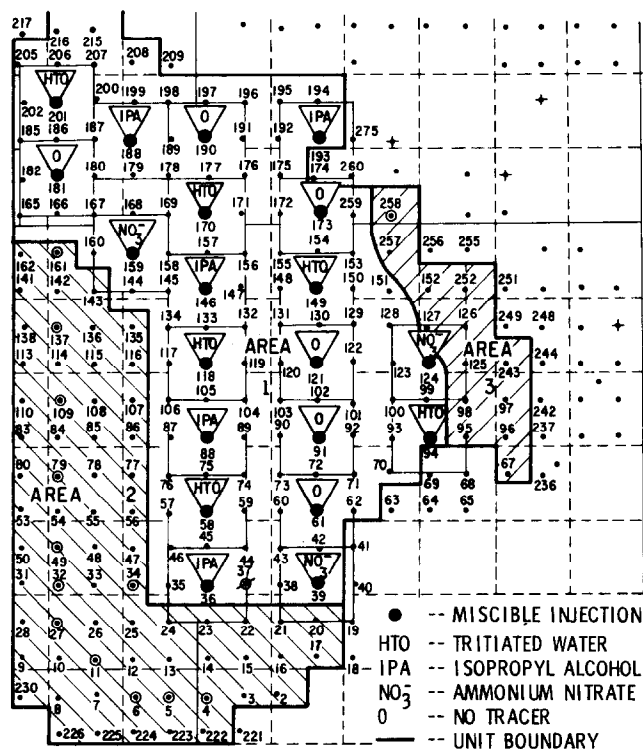 217 216 215 208 209
205 206 207
HTO
202 201 200 199 198 197 196 195 194
IPA 0 IPA
185 186 187 188 189 190 191 192 193 275
0
182 181 180 179 178 177 176 175 174 260
HTO 0 258
165 166 167 168 169 170 171 172 173 259
NO3-
160 157 154 257 256 255
162 161 159 158 156 155 153
IPA HTO
141 142 143 144 145 146 147 148 149 150 151 152 252 251
138 137 136 135 134 133 132 131 129 128 127 126 249 248
HTO AREA 0 NO3- AREA
113 114 115 116 117 118 119 120 121 122 123 124 125 243 244
1 3
110 109 108 107 106 105 104 103 102 101 100 99 98 97 242
IPA 0 HTO
83 84 85 86 87 88 89 90 91 92 93 94 95 96 237
80 79 78 77 76 75 74 73 72 71 70 69 68 67 236
AREA 2 HTO 0
53 54 55 56 57 58 59 60 61 62 63 64 65
50 49 48 47 46 45 44 43 42 41
IPA NO3-
31 32 33 34 35 36 37 38 39 40
28 27 26 25 24 23 22 21 20 19
9 10 11 12 13 14 15 16 17 18
230 8 7 6 5 4 3 2
226 225 224 223 222 221
● -- MISCIBLE INJECTION
HTO -- TRITIATED WATER
IPA -- ISOPROPYL ALCOHOL
NO3- -- AMMONIUM NITRATE
0 -- NO TRACER
— UNIT BOUNDARY